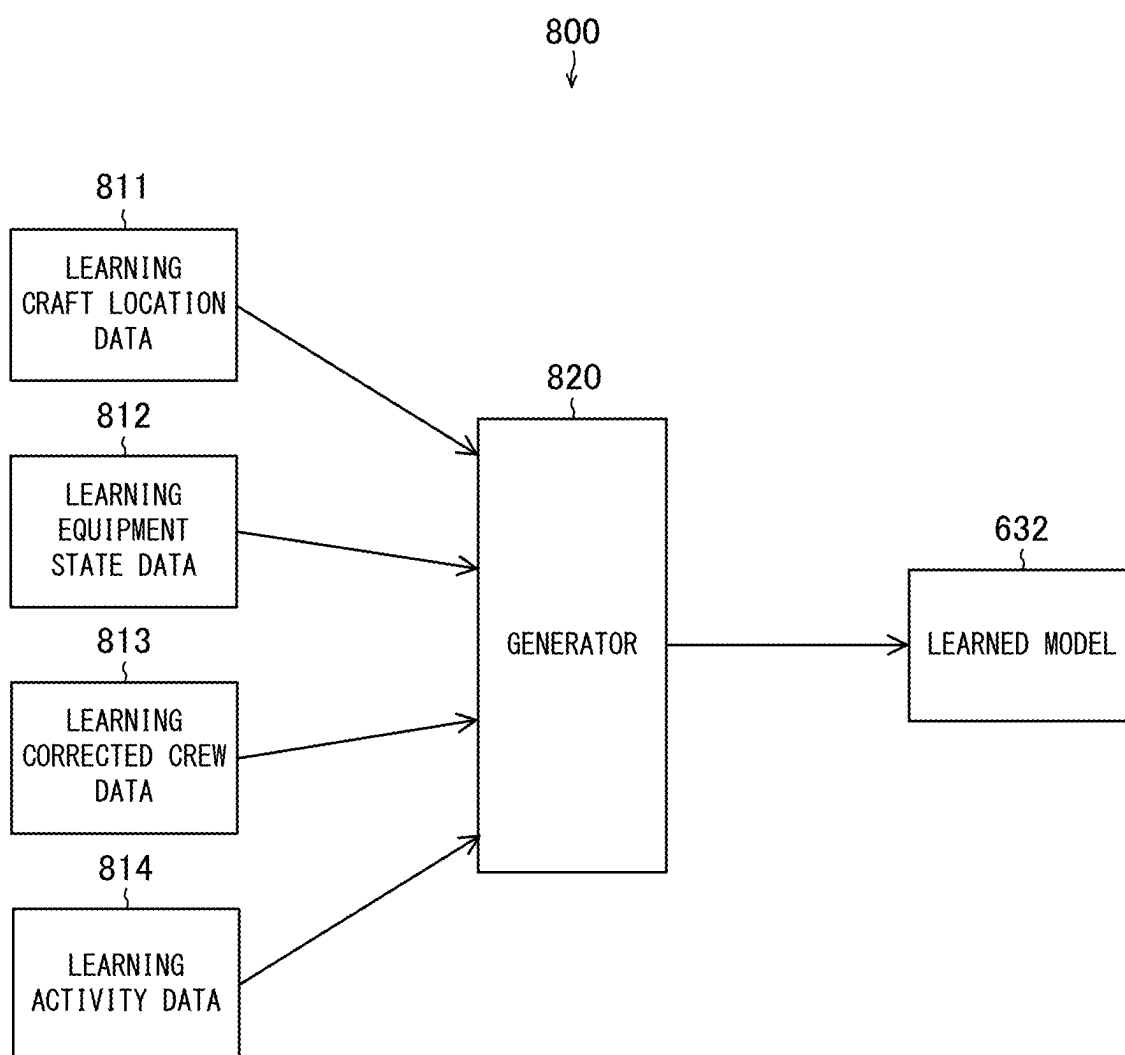 800
811
LEARNING
CRAFT LOCATION
DATA
812
LEARNING
EQUIPMENT
STATE DATA
813
LEARNING
CORRECTED CREW
DATA
814
LEARNING
ACTIVITY DATA
820
GENERATOR
632
LEARNED MODEL